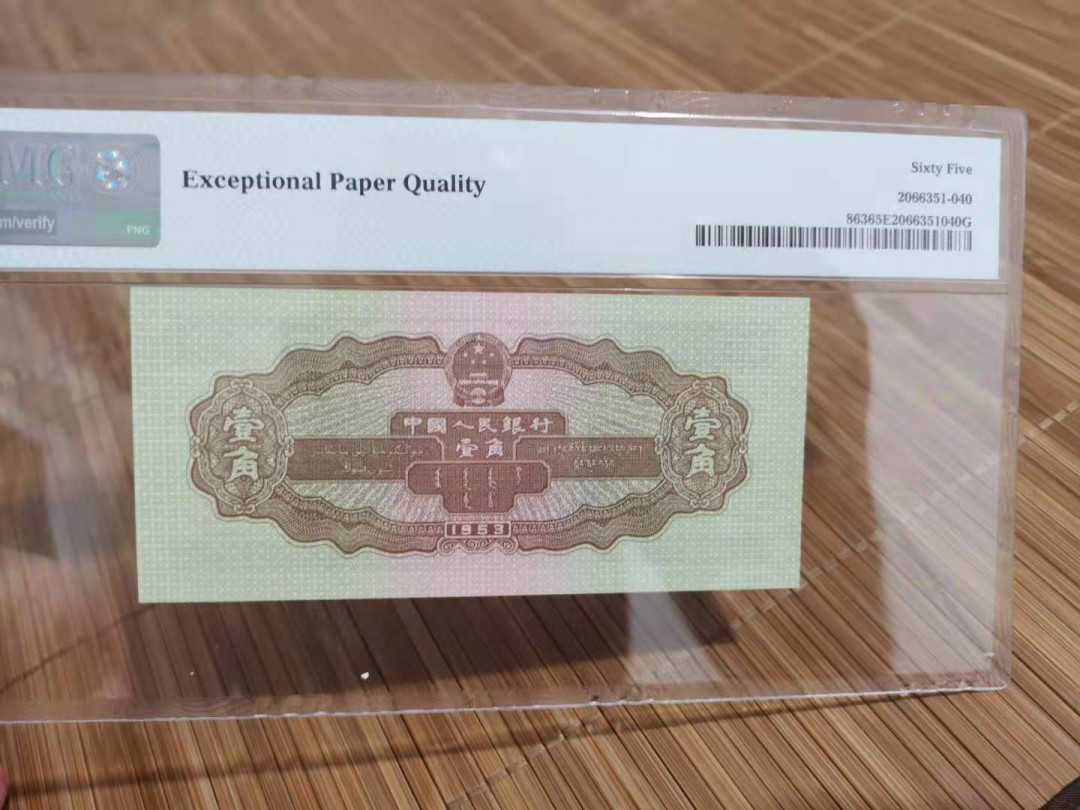 MG
m/verify
PNG
Exceptional Paper Quality
Sixty Five
2066351-040
86365E2066351040G
中國人民銀行
壹角
壹角
壹角
1953